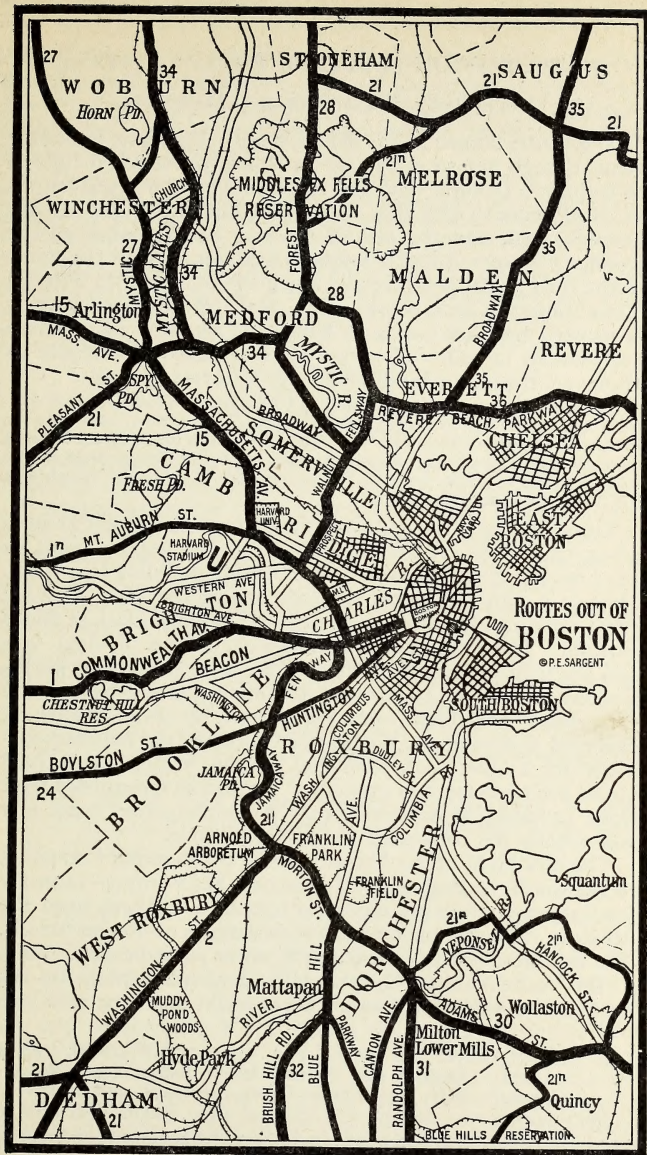 27
34
STONEHAM
WOBURN
21
21
SAUGUS
HORN PD.
28
35
21
21ⁿ
MIDDLESEX FELLS
RESERVATION
MELROSE
CHURCH
WINCHESTER
27
MYSTIC
MYSTIC LAKES
34
FOREST
35
MALDEN
28
BROADWAY
15 Arlington
MASS. AVE.
MEDFORD
34
MYSTIC R.
REVERE
SPY
PD.
PLEASANT ST.
21
EVERETT
35
36
REVERE BEACH PARKWAY
FELLSWAY
MASSACHUSETTS AV.
15
BROADWAY
SOMERVILLE
CHELSEA
CAMBRIDGE
FRESH PD.
WALNUT
HARVARD
UNIV.
EAST
BOSTON
1ⁿ
MT. AUBURN ST.
HARVARD
STADIUM
PROSPECT
WESTERN AVE
CHARLES R.
BOSTON
COMMON
ROUTES OUT OF
BOSTON
© P.E. SARGENT
BRIGHTON
BRIGHTON AVE
COMMONWEALTH AV.
1
BEACON
FENWAY
CHESTNUT HILL
RES.
WASHINGTON
HUNTINGTON AVE
COLUMBUS
MASS. AVE
SOUTH BOSTON
BOYLSTON ST.
24
BROOKLINE
ROXBURY
DUDLEY ST.
JAMAICA
PD.
JAMAICAWAY
WASHINGTON
AVE.
COLUMBIA RD
21
ARNOLD
ARBORETUM
FRANKLIN
PARK
MORTON ST.
FRANKLIN
FIELD
Squantum
WEST ROXBURY
DORCHESTER
21ⁿ
NEPONSET R.
21ⁿ
HANCOCK ST.
WASHINGTON ST.
2
Mattapan
HILL
MUDDY
POND
WOODS
RIVER
ADAMS ST.
30
Wollaston
Hyde Park
BRUSH HILL RD.
32
BLUE
PARKWAY
CANTON AVE.
RANDOLPH AVE.
Milton
Lower Mills
31
21
DEDHAM
21
21ⁿ
Quincy
BLUE HILLS RESERVATION